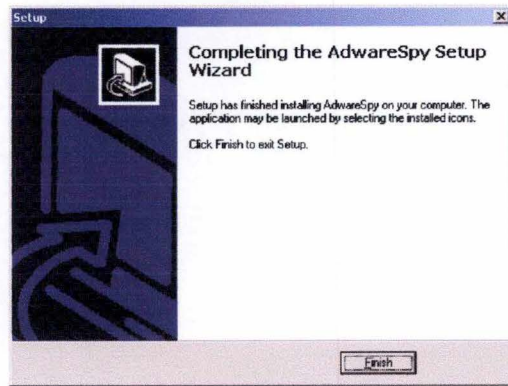 Setup
Completing the AdwareSpy Setup
Wizard
Setup has finished installing AdwareSpy on your computer. The
application may be launched by selecting the installed icons.
Click Finish to exit Setup.
Finish